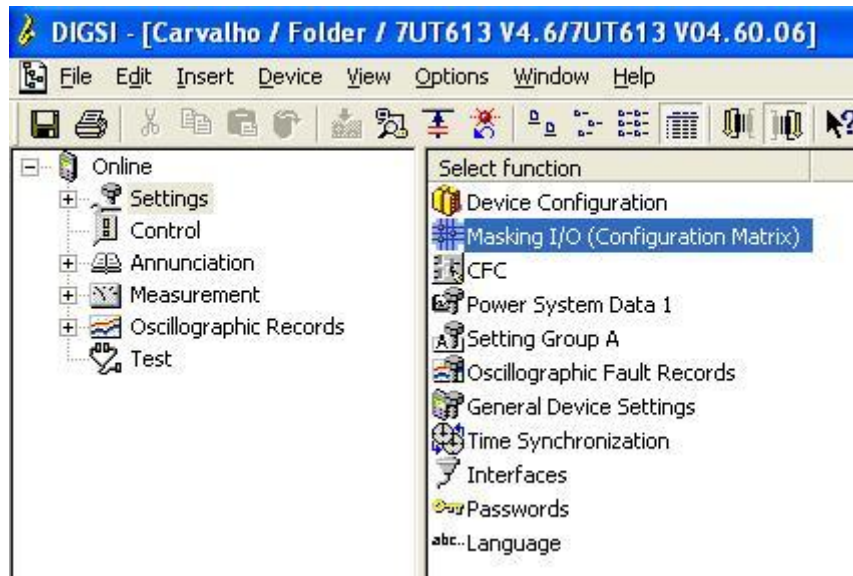 DIGSI - [Carvalho / Folder / 7UT613 V4.6/7UT613 V04.60.06]
File Edit Insert Device View Options Window Help
Online
Settings
Control
Annunciation
Measurement
Oscillographic Records
Test
Select function
Device Configuration
Masking I/O (Configuration Matrix)
CFC
Power System Data 1
Setting Group A
Oscillographic Fault Records
General Device Settings
Time Synchronization
Interfaces
Passwords
abc..Language